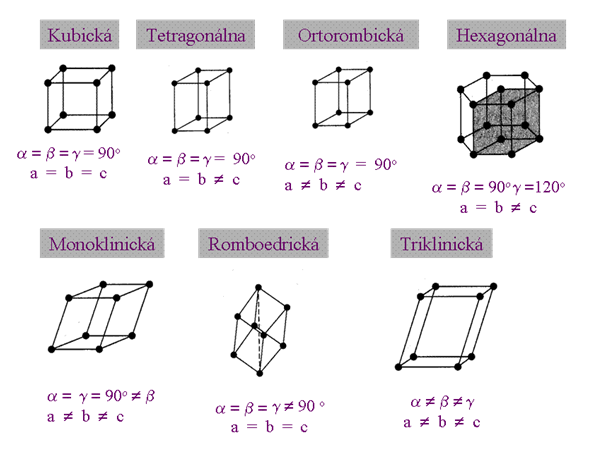 Kubická
Tetragonálna
Ortorombická
Hexagonálna
α = β = γ = 90°
a = b = c
α = β = γ = 90°
a = b ≠ c
α = β = γ = 90°
a ≠ b ≠ c
α = β = 90° γ =120°
a = b ≠ c
Monoklinická
Romboedrická
Triklinická
α = γ = 90° ≠ β
a ≠ b ≠ c
α = β = γ ≠ 90 °
a = b = c
α ≠ β ≠ γ
a ≠ b ≠ c